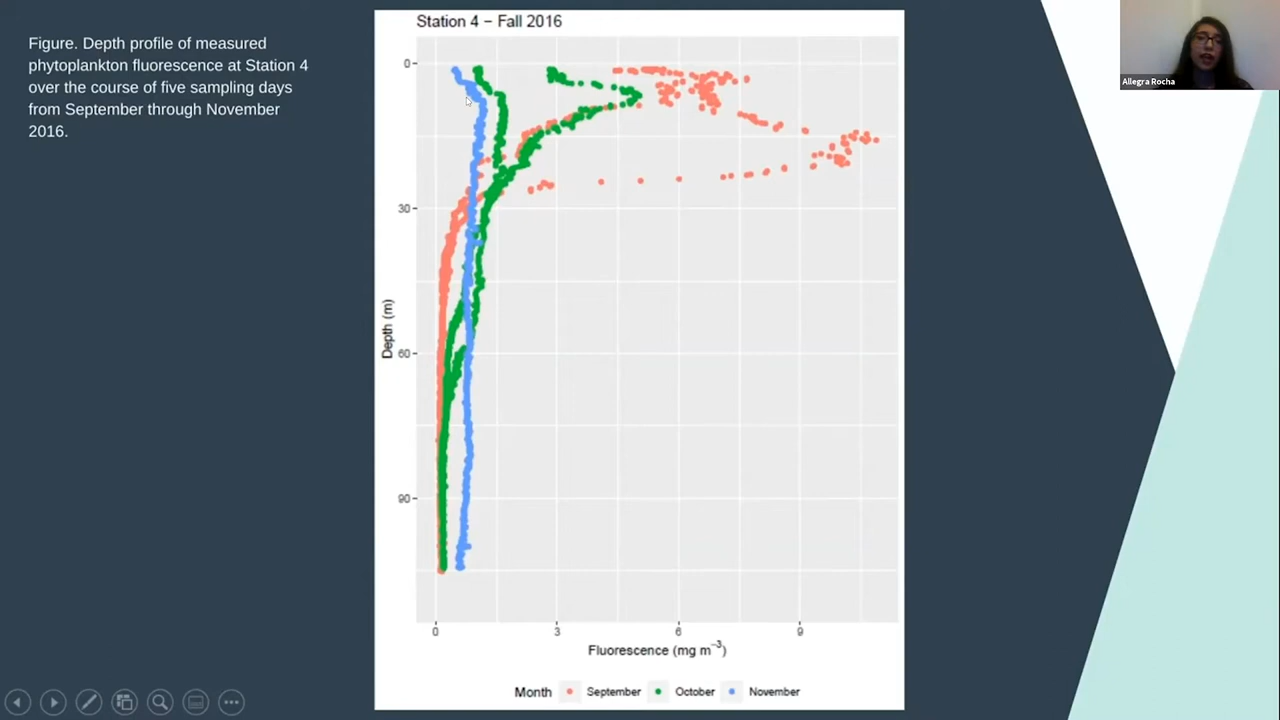 Figure. Depth profile of measured
phytoplankton fluorescence at Station 4
over the course of five sampling days
from September through November
2016.
Station 4 − Fall 2016
0
30
60
90
Depth (m)
0 3 6 9
Fluorescence (mg m⁻³)
Month September October November
Allegra Rocha